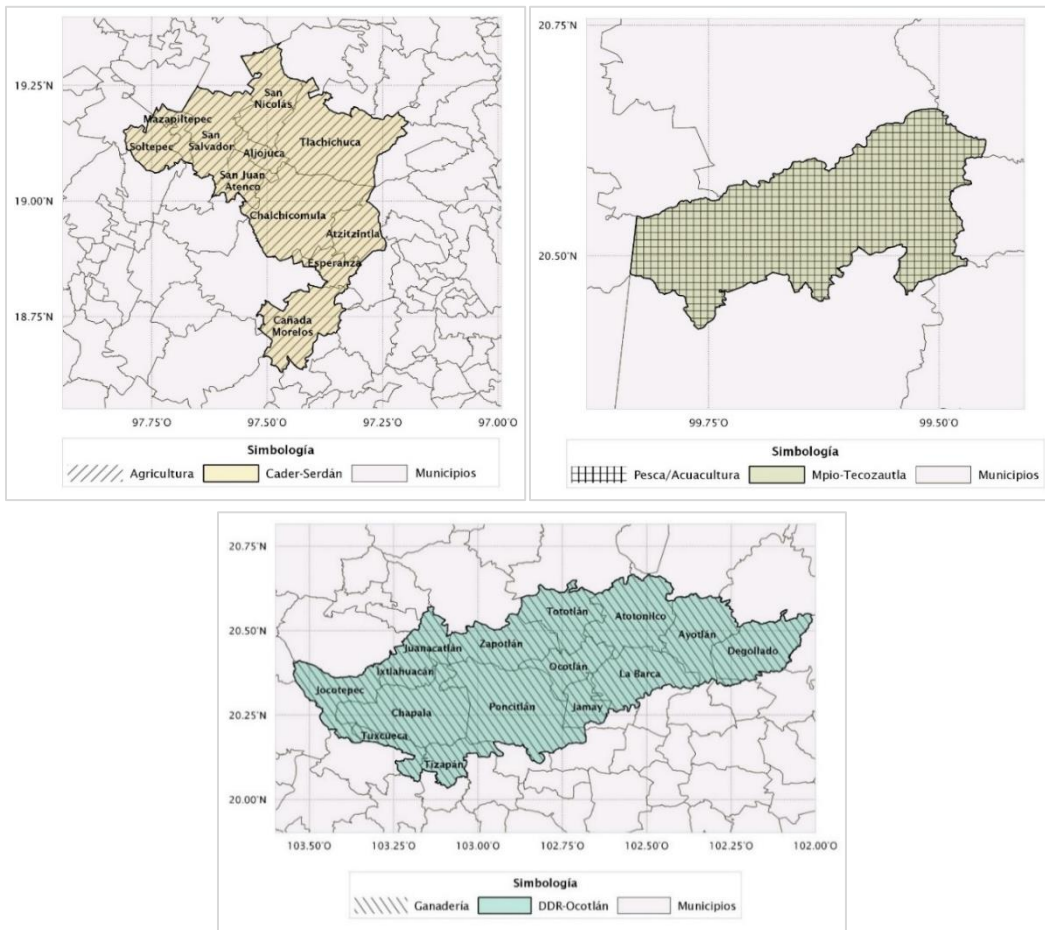 19.25°N
19.00°N
18.75°N
San
Nicolás
Mazapiltepec
San
Salvador
Soltepec
Tlachichuca
Aljojuca
San Juan
Atenco
Chalchicomula
Atzitzintla
Esperanza
Cañada
Morelos
97.75°O 97.50°O 97.25°O 97.00°O
Simbología
Agricultura Cader-Serdán Municipios
20.75°N
20.50°N
99.75°O 99.50°O
Simbología
Pesca/Acuacultura Mpio-Tecozautla Municipios
20.75°N
20.50°N
20.25°N
20.00°N
Tototlán
Atotonilco
Ayotlán
Juanacatlán
Zapotlán
Degollado
Ixtlahuacán
Ocotlán
La Barca
Jocotepec
Chapala
Poncitlán
Jamay
Tuxcueca
Tizapán
103.50°O 103.25°O 103.00°O 102.75°O 102.50°O 102.25°O 102.00°O
Simbología
Ganadería DDR-Ocotlán Municipios